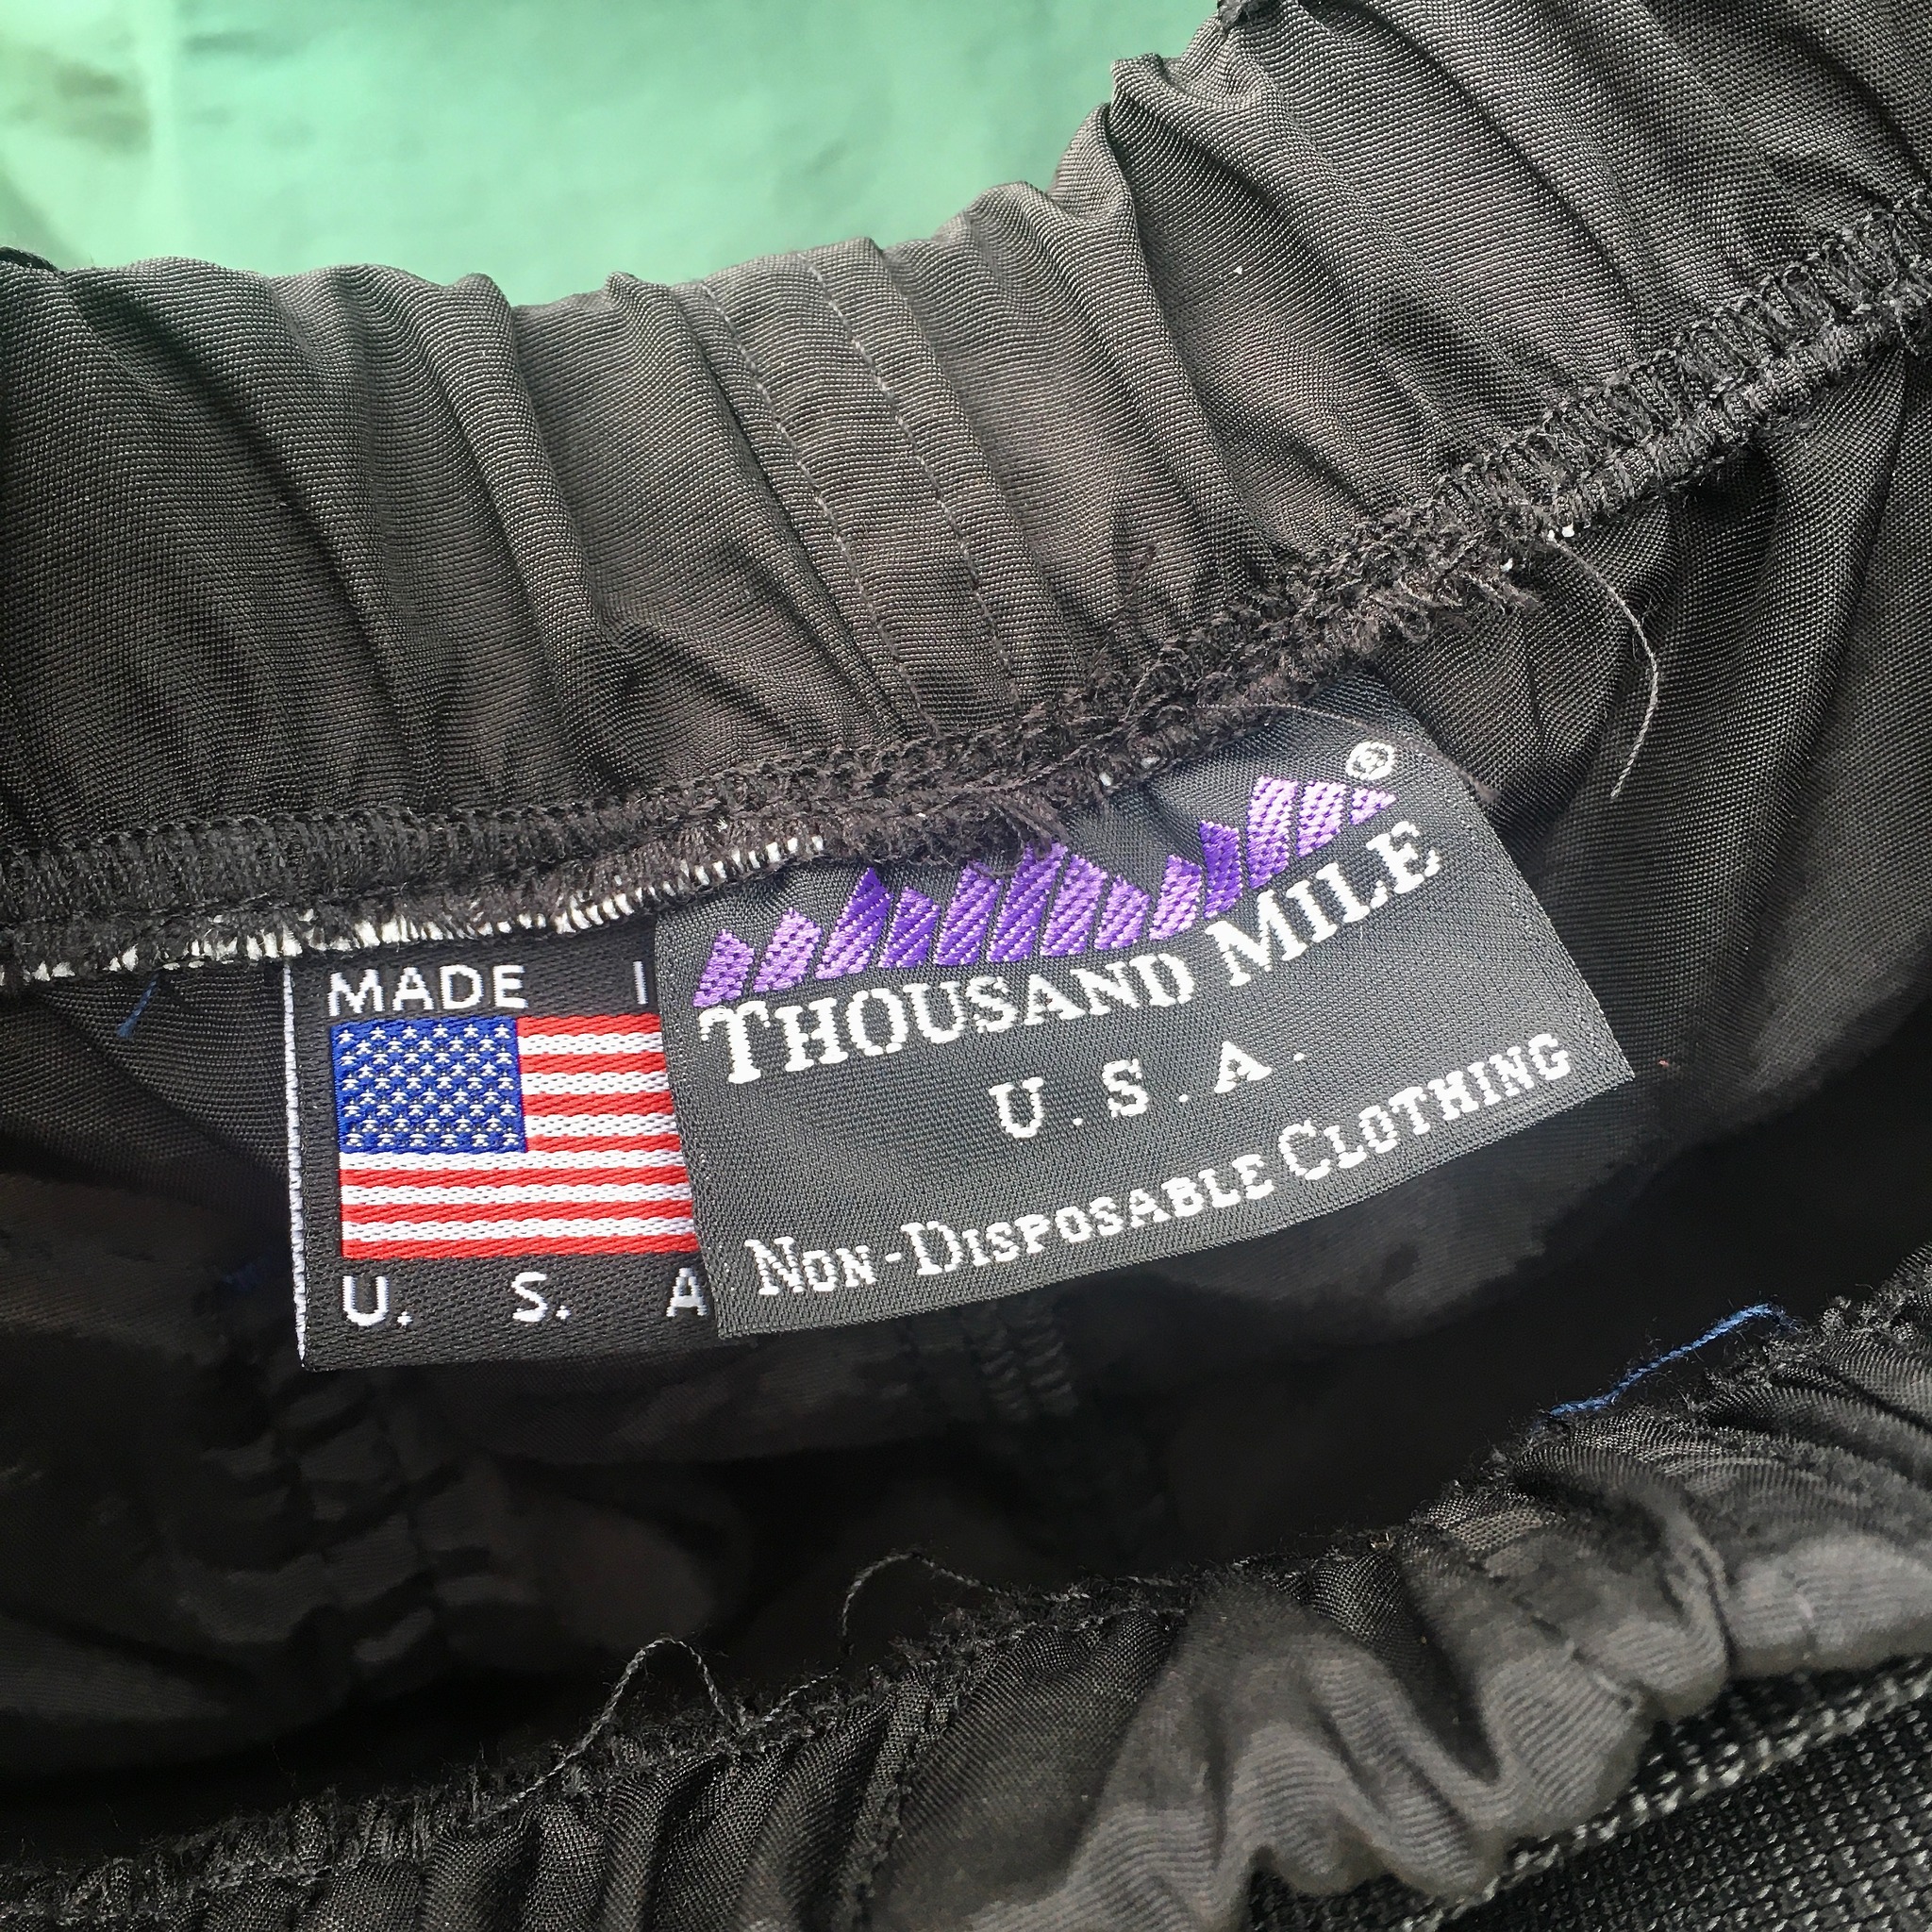 MADE I
U. S. A
®
THOUSAND MILE
U.S.A.
NON-DISPOSABLE CLOTHING